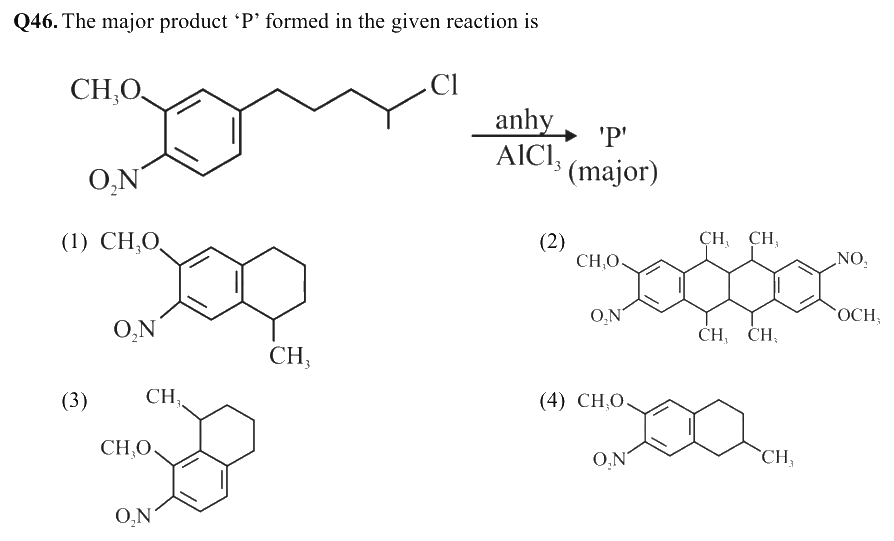 Q46. The major product ‘P’ formed in the given reaction is
CH₃O
Cl
O₂N
anhy
AlCl₃
'P'
(major)
(1) CH₃O
O₂N
CH₃
(2)
CH₃O
O₂N
CH₃ CH₃
NO₂
OCH₃
CH₃ CH₃
(3) CH₃
CH₃O
O₂N
(4) CH₃O
O₂N
CH₃